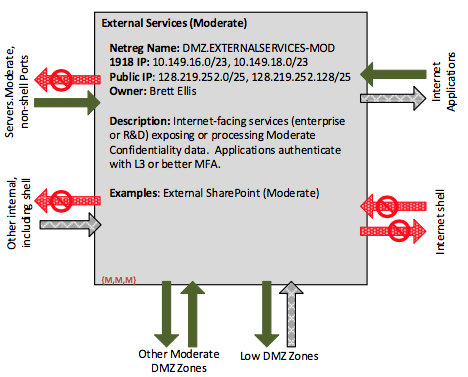 External Services (Moderate)
Netreg Name: DMZ.EXTERNALSERVICES-MOD
1918 IP: 10.149.16.0/23, 10.149.18.0/23
Public IP: 128.219.252.0/25, 128.219.252.128/25
Owner: Brett Ellis
Description: Internet-facing services (enterprise
or R&D) exposing or processing Moderate
Confidentiality data.  Applications authenticate
with L3 or better MFA.
Examples: External SharePoint (Moderate)
{M,M,M}
Servers.Moderate,
non-shell Ports
Other internal,
including shell
Internet
Applications
Internet shell
Other Moderate
DMZ Zones
Low DMZ Zones